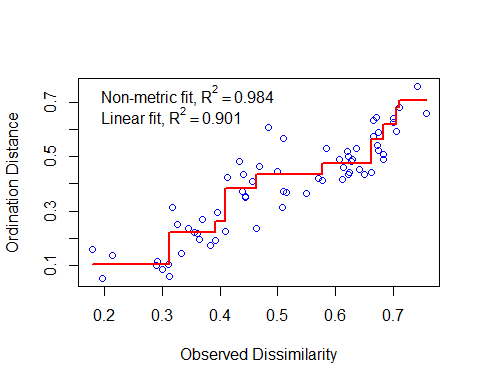 Non-metric fit, R² = 0.984
Linear fit, R² = 0.901
Ordination Distance
0.7
0.5
0.3
0.1
0.2 0.3 0.4 0.5 0.6 0.7
Observed Dissimilarity